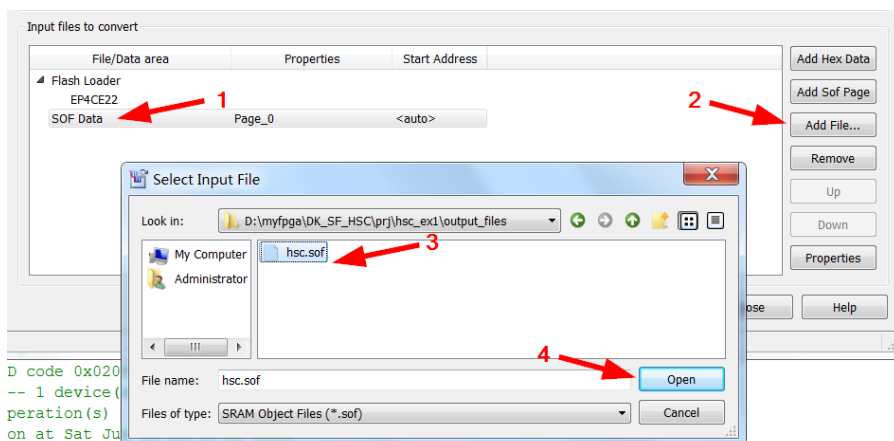 Input files to convert
File/Data area Properties Start Address
Flash Loader
EP4CE22
SOF Data Page_0 <auto>
1
2
Add Hex Data
Add Sof Page
Add File...
Remove
Up
Down
Properties
Select Input File
Look in: D:\myfpga\DK_SF_HSC\prj\hsc_ex1\output_files
My Computer
Administrator
hsc.sof
3
4
File name: hsc.sof Open
Files of type: SRAM Object Files (*.sof) Cancel
ose Help
D code 0x020
-- 1 device(
peration(s)
on at Sat Ju